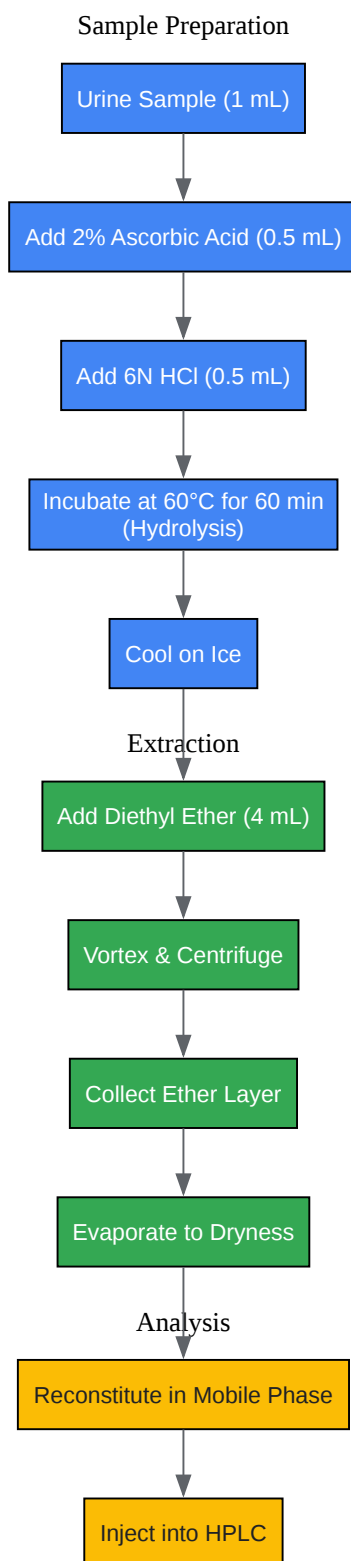 Sample Preparation
Urine Sample (1 mL)
Add 2% Ascorbic Acid (0.5 mL)
Add 6N HCl (0.5 mL)
Incubate at 60°C for 60 min
(Hydrolysis)
Cool on Ice
Extraction
Add Diethyl Ether (4 mL)
Vortex & Centrifuge
Collect Ether Layer
Evaporate to Dryness
Analysis
Reconstitute in Mobile Phase
Inject into HPLC